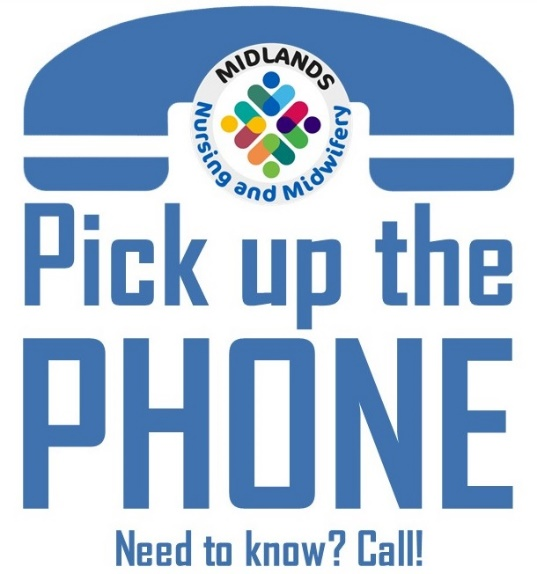 MIDLANDS
Nursing and Midwifery
Pick up the
PHONE
Need to know? Call!